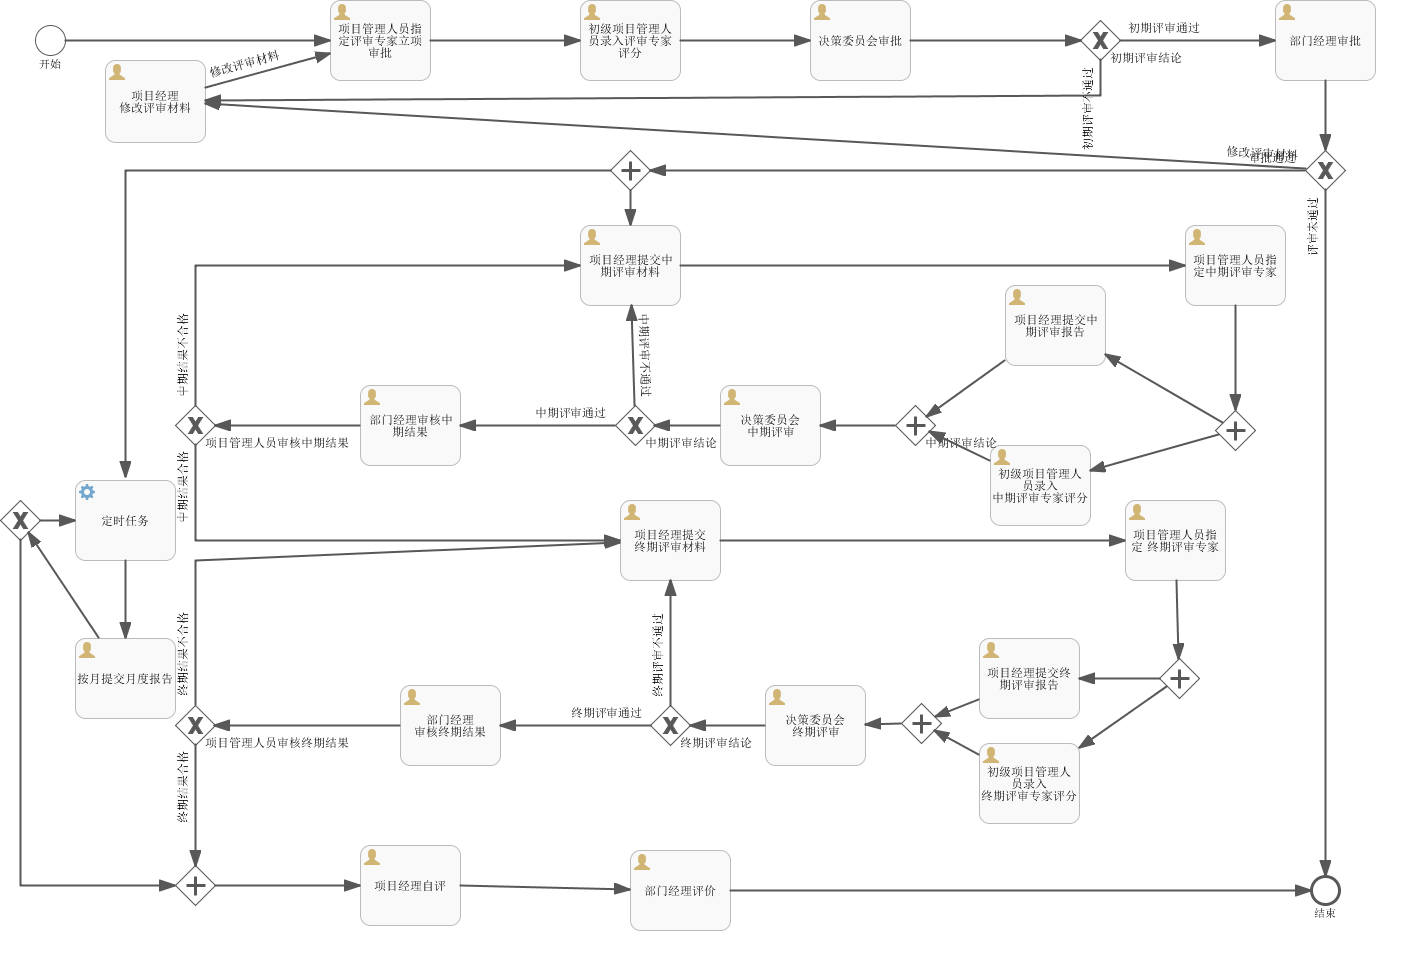 开始
项目管理人员指
定评审专家立项
审批
初级项目管理人
员录入评审专家
评分
决策委员会审批
初期评审通过
初期评审结论
部门经理审批
修改评审材料
项目经理
修改评审材料
初期评审不通过
修改评审材料
审批通过
评审未通过
项目经理提交中
期评审材料
项目管理人员指
定中期评审专家
项目经理提交中
期评审报告
中期结果不合格
中期评审不通过
部门经理审核中
期结果
中期评审通过
决策委员会
中期评审
项目管理人员审核中期结果
中期评审结论
中期评审结论
初级项目管理人
员录入
中期评审专家评分
中期结果合格
定时任务
项目经理提交
终期评审材料
项目管理人员指
定 终期评审专家
终期结果不合格
终期评审不通过
按月提交月度报告
项目经理提交终
期评审报告
部门经理
审核终期结果
终期评审通过
决策委员会
终期评审
项目管理人员审核终期结果
终期评审结论
初级项目管理人
员录入
终期评审专家评分
终期结果合格
项目经理自评
部门经理评价
结束